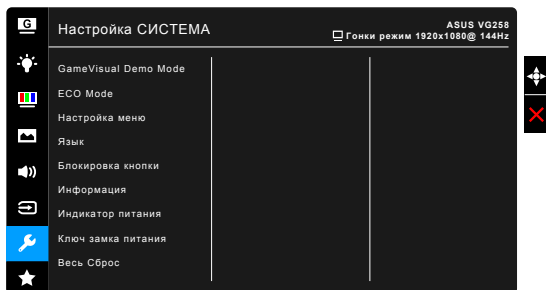 G
Настройка СИСТЕМА
ASUS VG258
Гонки режим 1920x1080@ 144Hz
GameVisual Demo Mode
ECO Mode
Настройка меню
Язык
Блокировка кнопки
Информация
Индикатор питания
Ключ замка питания
Весь Сброс